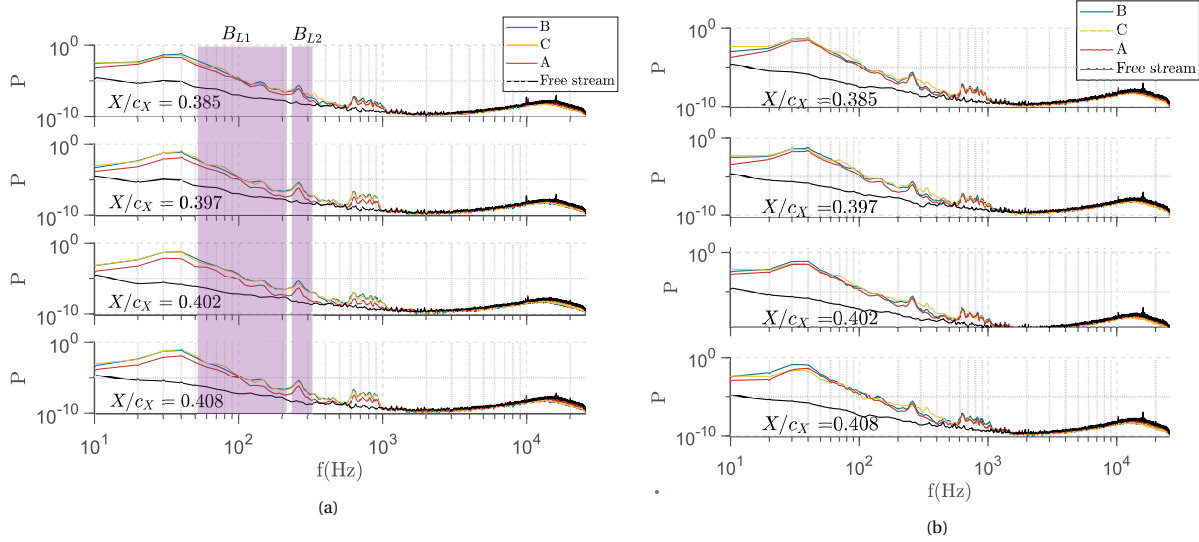 B_{L1} B_{L2}
B
C
A
Free stream
10^0
P
X/c_X = 0.385
10^{-10}
10^0
P
X/c_X = 0.397
10^{-10}
10^0
P
X/c_X = 0.402
10^{-10}
10^0
P
X/c_X = 0.408
10^{-10}
10^1 10^2 10^3 10^4
f(Hz)
(a)
B
C
A
Free stream
10^0
P
X/c_X =0.385
10^{-10}
10^0
P
X/c_X =0.397
10^{-10}
10^0
P
X/c_X =0.402
10^0
P
X/c_X =0.408
10^{-10}
10^1 10^2 10^3 10^4
f(Hz)
(b)